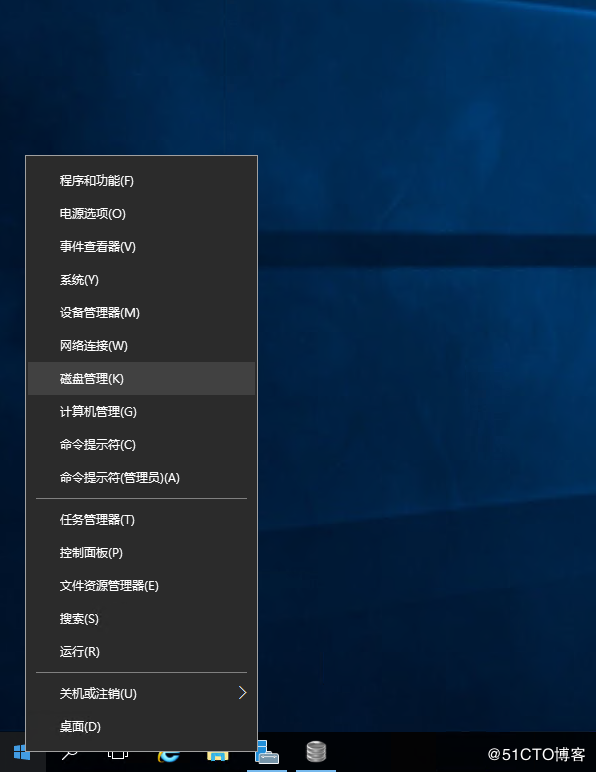 程序和功能(F)
电源选项(O)
事件查看器(V)
系统(Y)
设备管理器(M)
网络连接(W)
磁盘管理(K)
计算机管理(G)
命令提示符(C)
命令提示符(管理员)(A)
任务管理器(T)
控制面板(P)
文件资源管理器(E)
搜索(S)
运行(R)
关机或注销(U)
桌面(D)
@51CTO博客